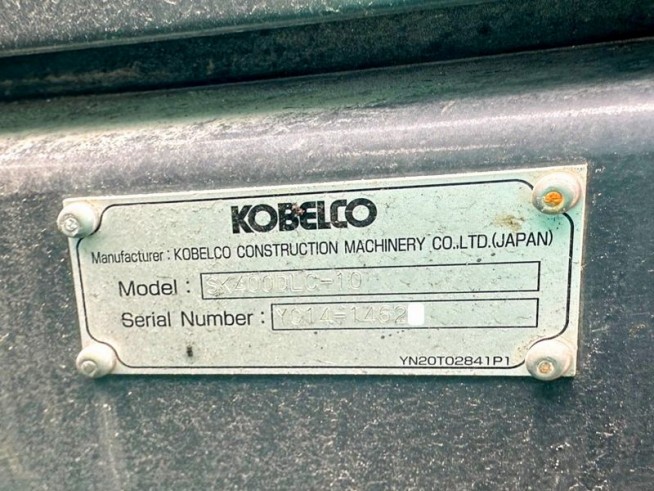 KOBELCO
Manufacturer : KOBELCO CONSTRUCTION MACHINERY CO.,LTD.(JAPAN)
Model : SK400DLC-10
Serial Number :
YN20T02841P1